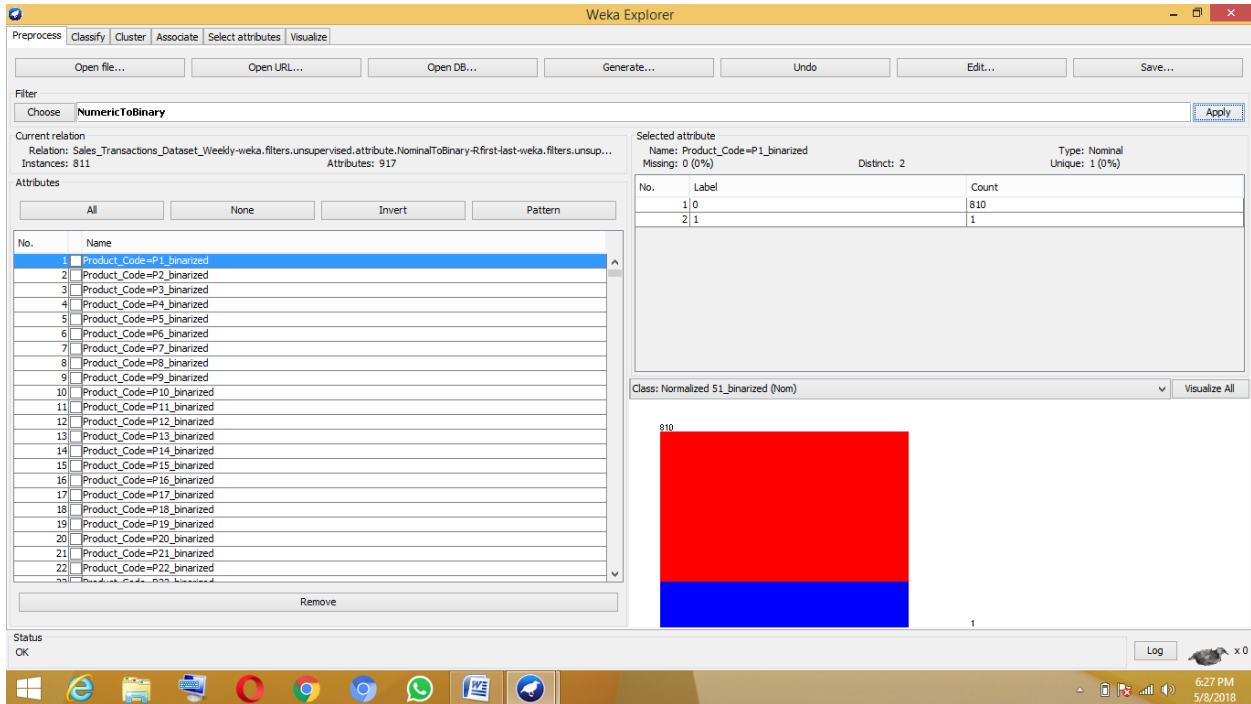 Weka Explorer
Preprocess Classify Cluster Associate Select attributes Visualize
Open file... Open URL... Open DB... Generate... Undo Edit... Save...
Filter
Choose NumericToBinary Apply
Current relation
Relation: Sales_Transactions_Dataset_Weekly-weka.filters.unsupervised.attribute.NominalToBinary-Rfirst-last-weka.filters.unsup...
Instances: 811 Attributes: 917
Attributes
All None Invert Pattern
No. Name
1 Product_Code=P1_binarized
2 Product_Code=P2_binarized
3 Product_Code=P3_binarized
4 Product_Code=P4_binarized
5 Product_Code=P5_binarized
6 Product_Code=P6_binarized
7 Product_Code=P7_binarized
8 Product_Code=P8_binarized
9 Product_Code=P9_binarized
10 Product_Code=P10_binarized
11 Product_Code=P11_binarized
12 Product_Code=P12_binarized
13 Product_Code=P13_binarized
14 Product_Code=P14_binarized
15 Product_Code=P15_binarized
16 Product_Code=P16_binarized
17 Product_Code=P17_binarized
18 Product_Code=P18_binarized
19 Product_Code=P19_binarized
20 Product_Code=P20_binarized
21 Product_Code=P21_binarized
22 Product_Code=P22_binarized
Remove
Selected attribute
Name: Product_Code=P1_binarized Type: Nominal
Missing: 0 (0%) Distinct: 2 Unique: 1 (0%)
No. Label Count
1 0 810
2 1 1
Class: Normalized 51_binarized (Nom) Visualize All
810
1
Status
OK
Log x 0
6:27 PM
5/8/2018